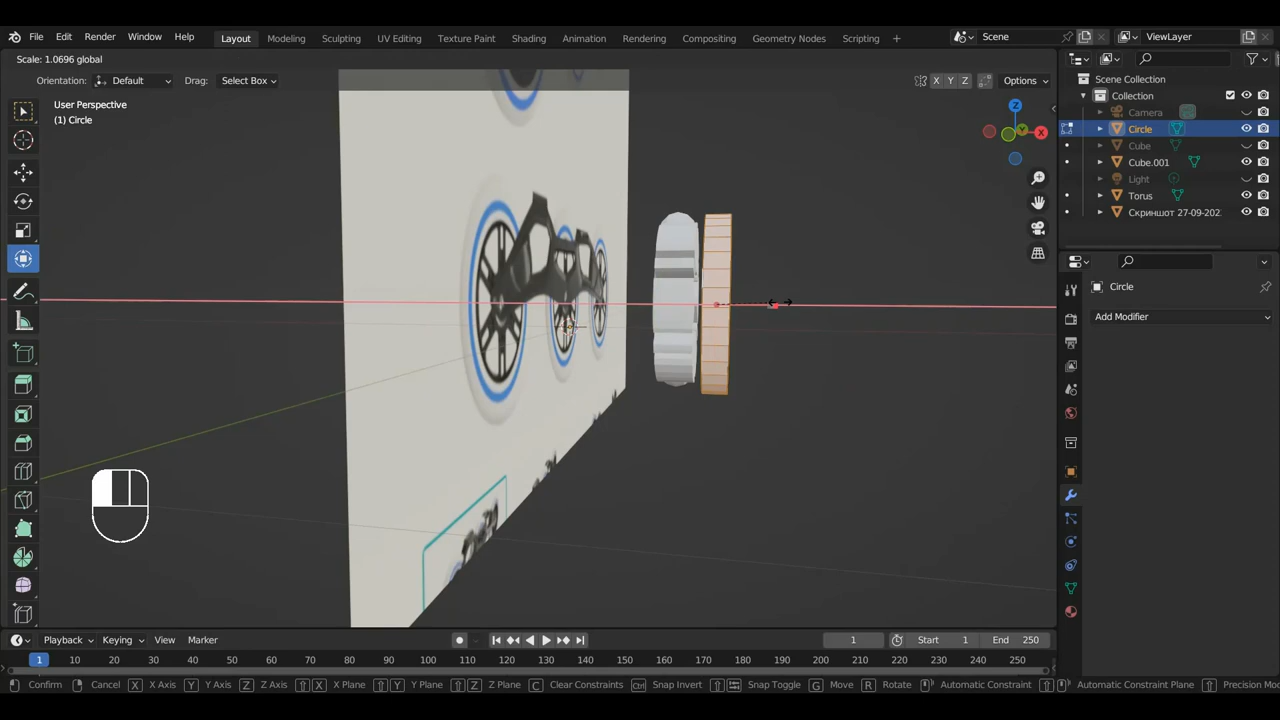 File Edit Render Window Help Layout Modeling Sculpting UV Editing Texture Paint Shading Animation Rendering Compositing Geometry Nodes Scripting + Scene ViewLayer
Scale: 1.0696 global
Orientation: Default Drag: Select Box X Y Z Options
User Perspective
(1) Circle
Z
Y
X
Scene Collection
Collection
Camera
Circle
Cube
Cube.001
Light
Torus
Скриншот 27-09-202
Circle
Add Modifier
Playback Keying View Marker 1 Start 1 End 250
1 10 20 30 40 50 60 70 80 90 100 110 120 130 140 150 160 170 180 190 200 210 220 230 240 250
Confirm Cancel X X Axis Y Y Axis Z Z Axis X X Plane Y Y Plane Z Z Plane C Clear Constraints Ctrl Snap Invert Snap Toggle G Move R Rotate Automatic Constraint Automatic Constraint Plane Precision Mo